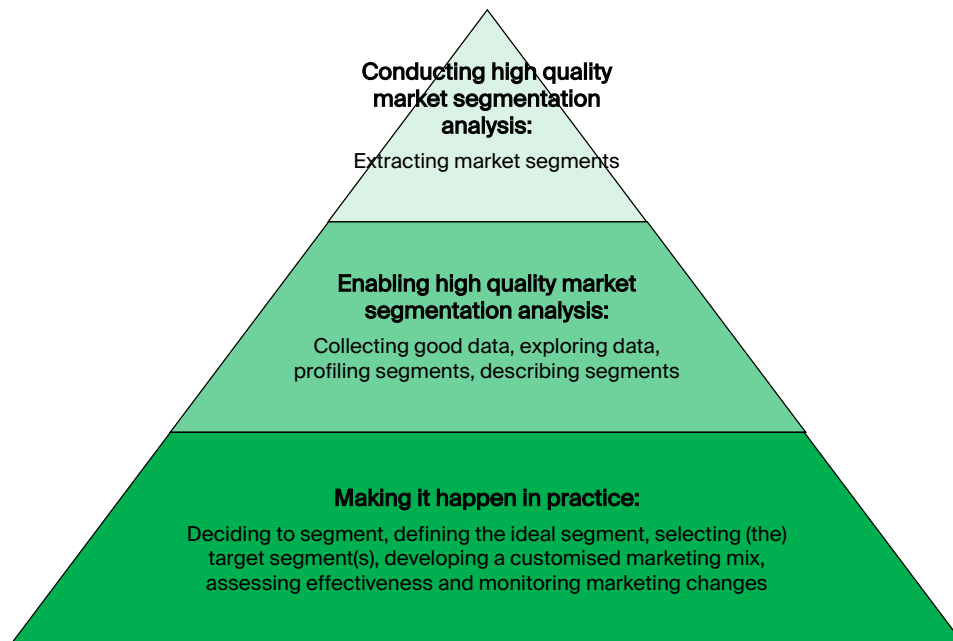 Conducting high quality
market segmentation
analysis:
Extracting market segments
Enabling high quality market
segmentation analysis:
Collecting good data, exploring data,
profiling segments, describing segments
Making it happen in practice:
Deciding to segment, defining the ideal segment, selecting (the)
target segment(s), developing a customised marketing mix,
assessing effectiveness and monitoring marketing changes